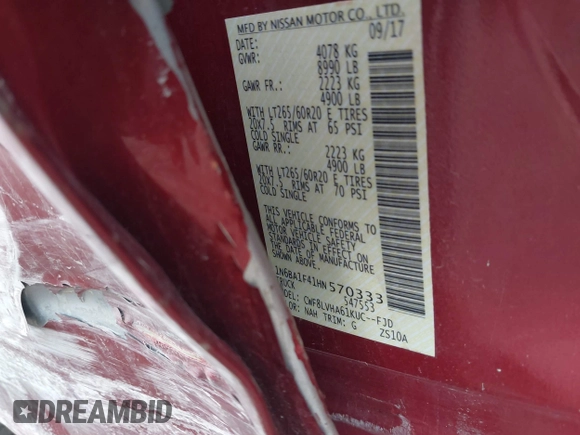 MFD BY NISSAN MOTOR CO., LTD.
DATE: 09/17
GVWR: 4078 KG
8990 LB
GAWR FR.: 2223 KG
4900 LB
WITH LT265/60R20 E TIRES
20X7.5 RIMS AT 65 PSI
COLD SINGLE
GAWR RR.: 2223 KG
4900 LB
WITH LT265/60R20 E TIRES
20X7.5 RIMS AT 70 PSI
COLD SINGLE
THIS VEHICLE CONFORMS TO
ALL APPLICABLE FEDERAL
MOTOR VEHICLE SAFETY
STANDARDS IN EFFECT
ON THE DATE OF
MANUFACTURE SHOWN
ABOVE.
1N6BA1F41HN570333
TRUCK S47553
MODEL: CWF8LVHA61KUC--FJD
COLOR: NAH TRIM: G ZS10A
DREAMBID